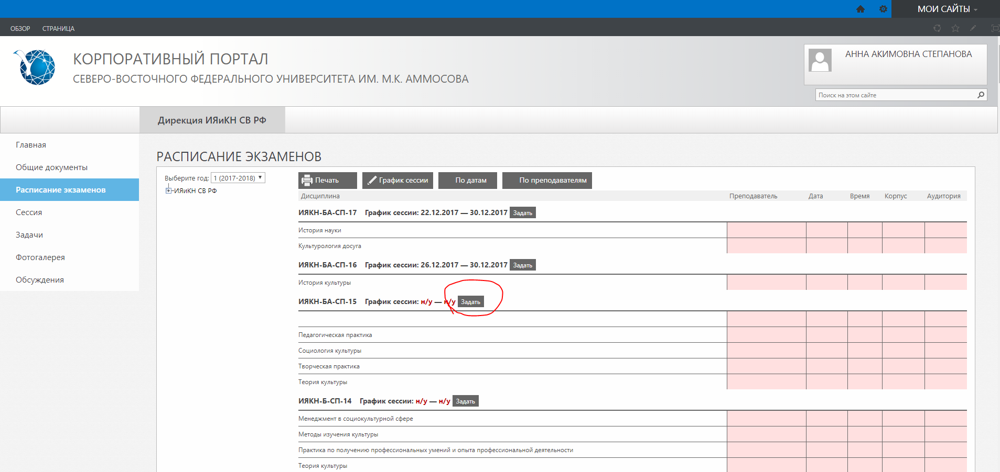 МОИ САЙТЫ
ОБЗОР СТРАНИЦА
КОРПОРАТИВНЫЙ ПОРТАЛ
СЕВЕРО-ВОСТОЧНОГО ФЕДЕРАЛЬНОГО УНИВЕРСИТЕТА ИМ. М.К. АММОСОВА
АННА АКИМОВНА СТЕПАНОВА
Поиск на этом сайте
Дирекция ИЯиКН СВ РФ
Главная
Общие документы
Расписание экзаменов
Сессия
Задачи
Фотогалерея
Обсуждения
РАСПИСАНИЕ ЭКЗАМЕНОВ
Выберите год: 1 (2017-2018)
ИЯиКН СВ РФ
Печать График сессии По датам По преподавателям
Дисциплина Преподаватель Дата Время Корпус Аудитория
ИЯКН-БА-СП-17 График сессии: 22.12.2017 — 30.12.2017 Задать
История науки
Культурология досуга
ИЯКН-БА-СП-16 График сессии: 26.12.2017 — 30.12.2017 Задать
История культуры
ИЯКН-БА-СП-15 График сессии: н/у — н/у Задать
Педагогическая практика
Социология культуры
Творческая практика
Теория культуры
ИЯКН-Б-СП-14 График сессии: н/у — н/у Задать
Менеджмент в социокультурной сфере
Методы изучения культуры
Практика по получению профессиональных умений и опыта профессиональной деятельности
Теория культуры